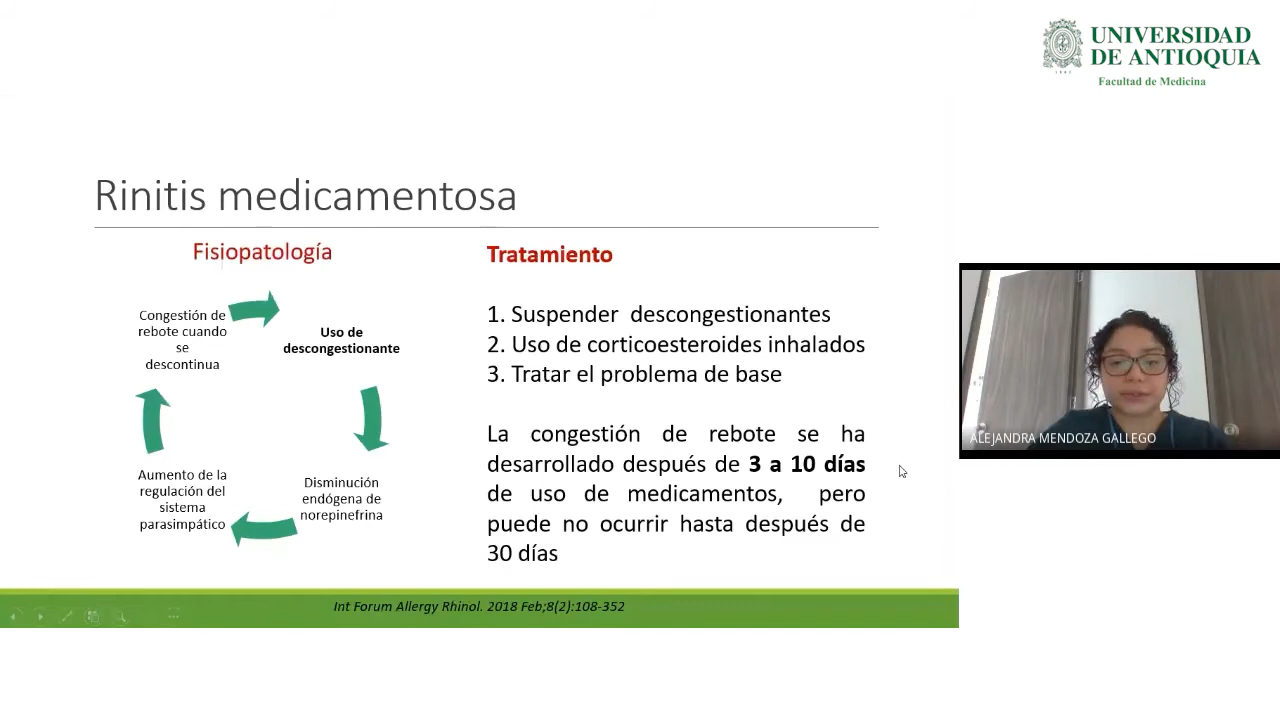 UNIVERSIDAD
DE ANTIOQUIA
1803
Facultad de Medicina
Rinitis medicamentosa
Fisiopatología
Congestión de
rebote cuando
se
descontinua
Uso de
descongestionante
Disminución
endógena de
norepinefrina
Aumento de la
regulación del
sistema
parasimpático
Tratamiento
1. Suspender descongestionantes
2. Uso de corticoesteroides inhalados
3. Tratar el problema de base
La congestión de rebote se ha
desarrollado después de 3 a 10 días
de uso de medicamentos, pero
puede no ocurrir hasta después de
30 días
Int Forum Allergy Rhinol. 2018 Feb;8(2):108-352
ALEJANDRA MENDOZA GALLEGO